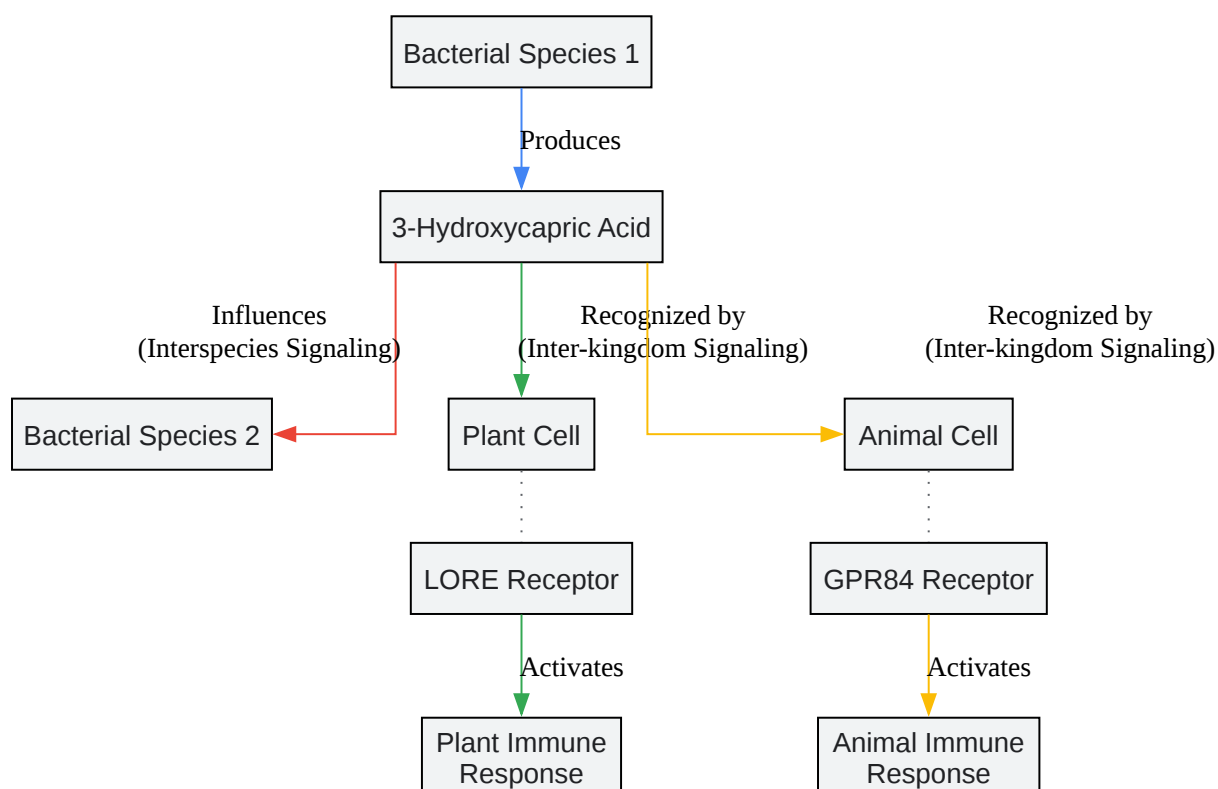 Bacterial Species 1
Produces
3-Hydroxycapric Acid
Influences
(Interspecies Signaling)
Recognized by
(Inter-kingdom Signaling)
Recognized by
(Inter-kingdom Signaling)
Bacterial Species 2
Plant Cell
Animal Cell
LORE Receptor
GPR84 Receptor
Activates
Activates
Plant Immune
Response
Animal Immune
Response